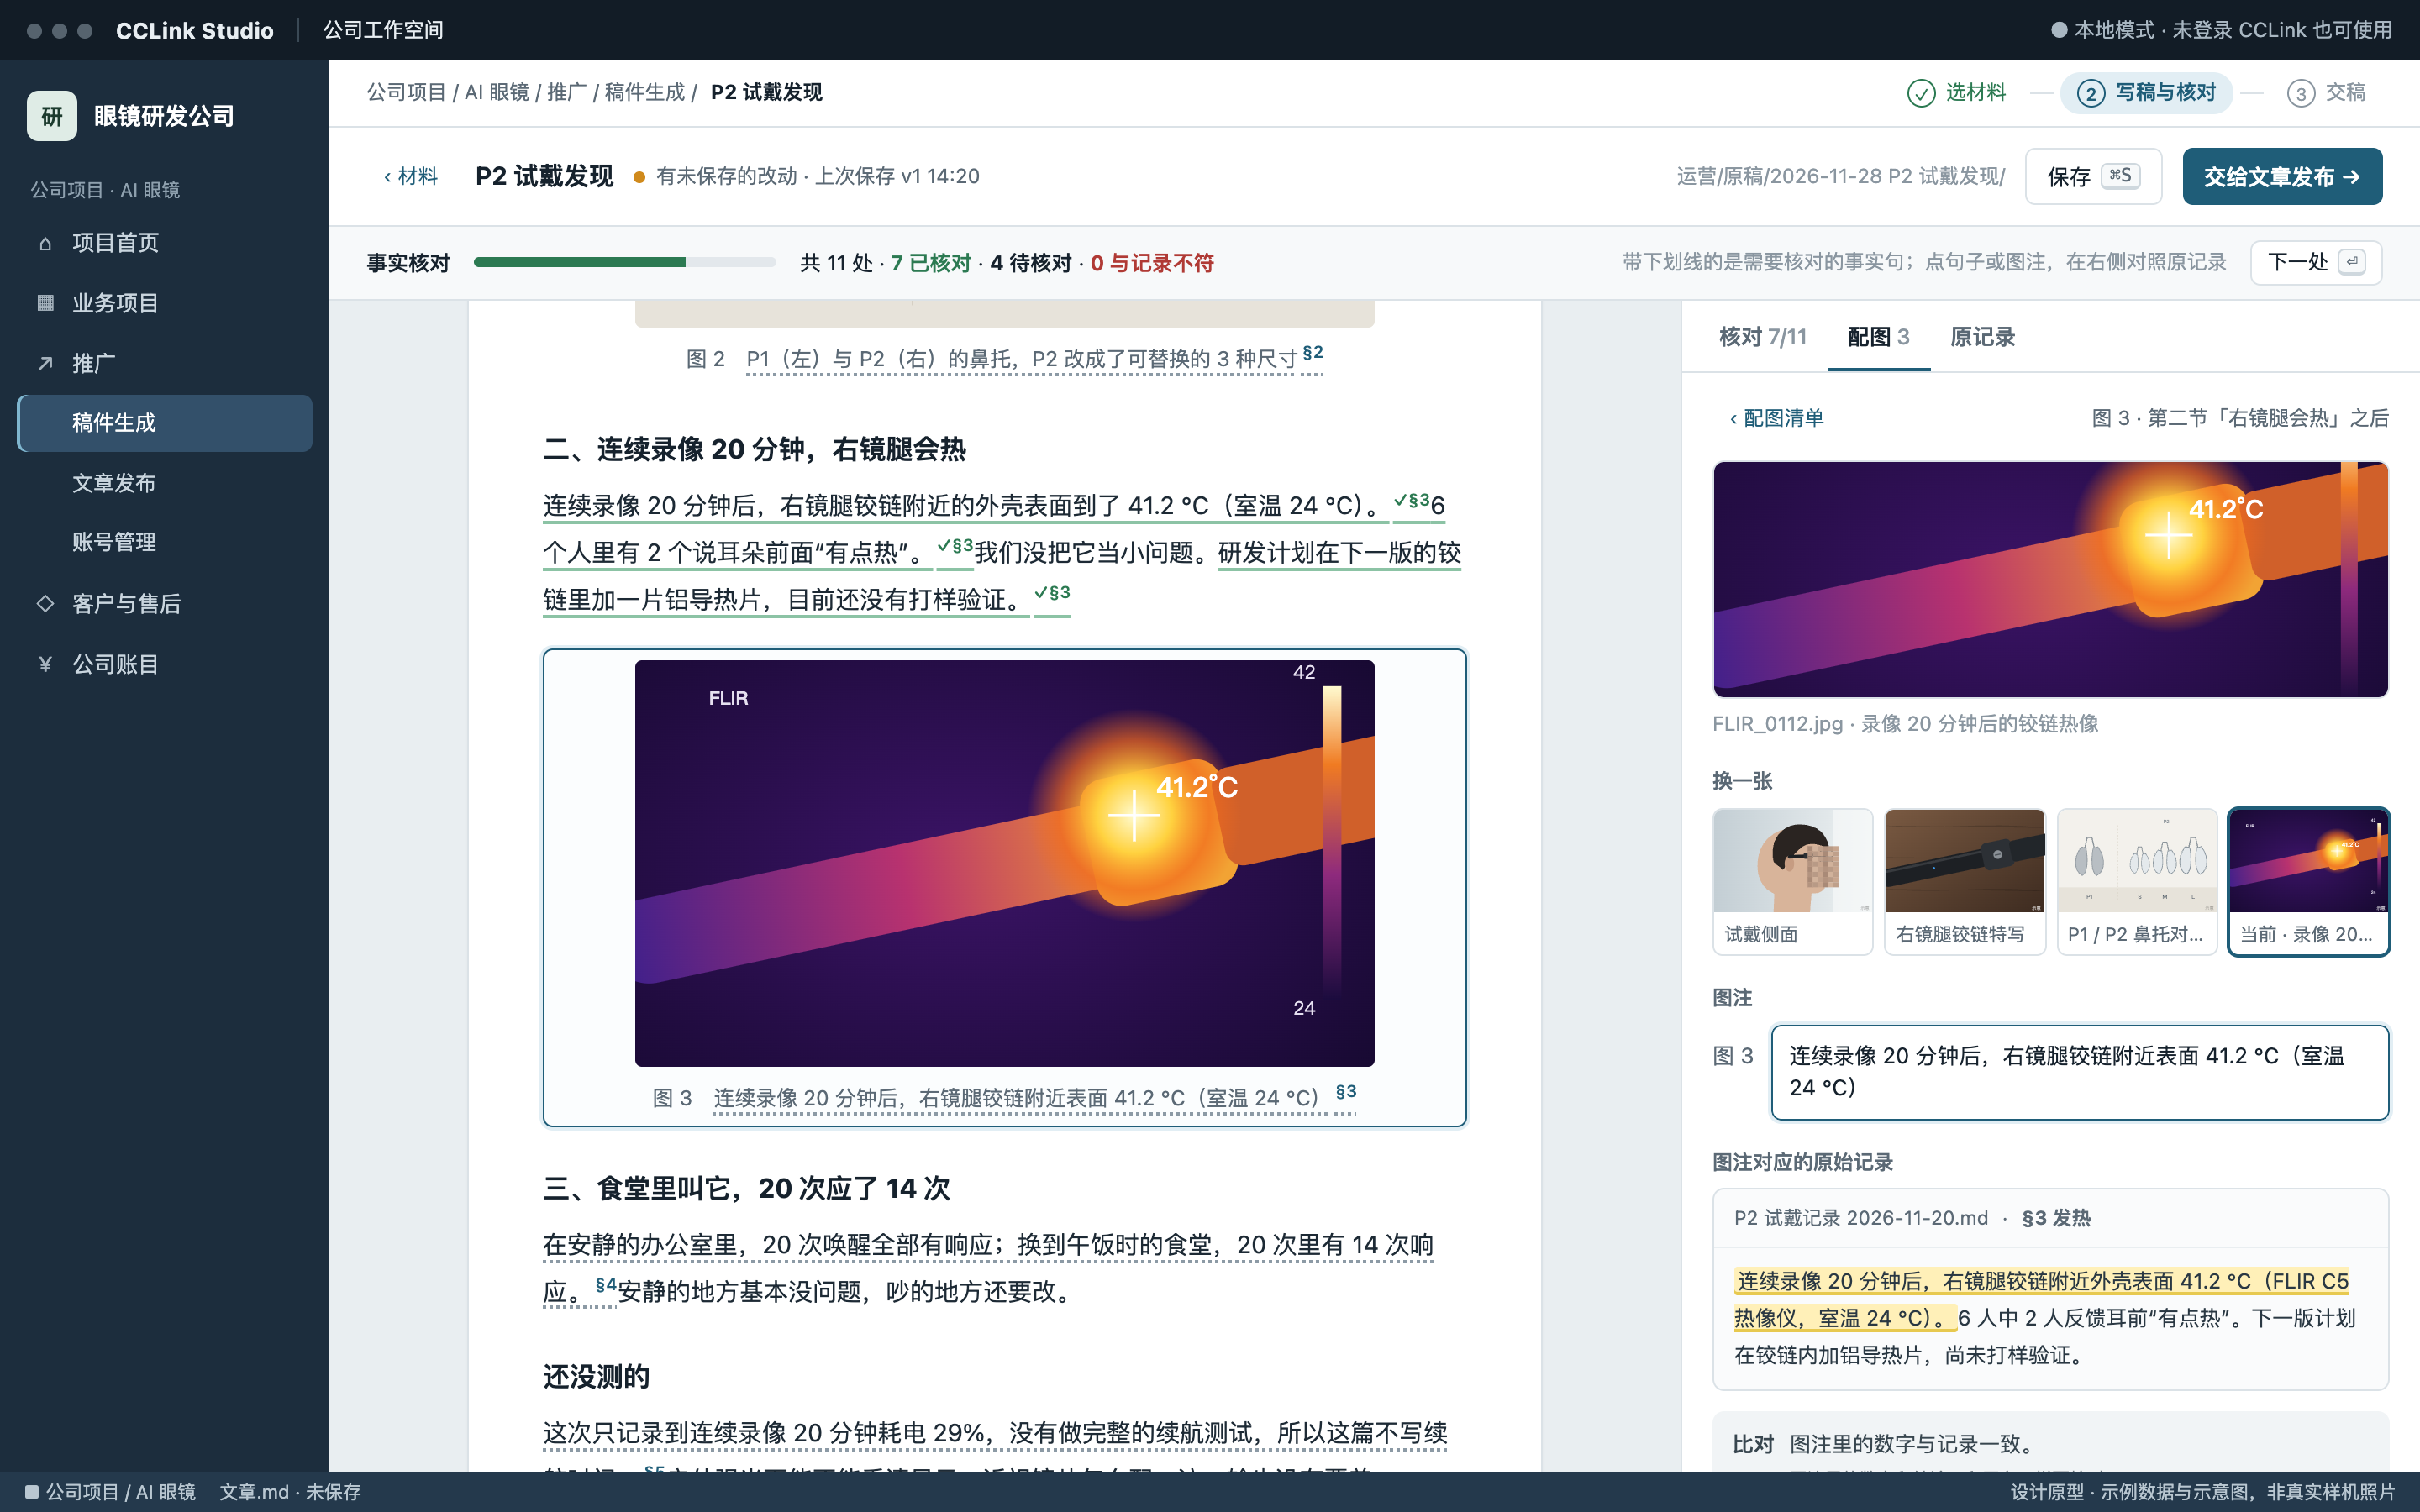 CCLink Studio
公司工作空间
本地模式 · 未登录 CCLink 也可使用
研 眼镜研发公司
公司项目 · AI 眼镜
项目首页
业务项目
推广
稿件生成
文章发布
账号管理
客户与售后
¥ 公司账目
公司项目 / AI 眼镜 / 推广 / 稿件生成 / P2 试戴发现
选材料
2 写稿与核对
3 交稿
‹ 材料
P2 试戴发现
有未保存的改动 · 上次保存 v1 14:20
运营/原稿/2026-11-28 P2 试戴发现/
保存 ⌘S
交给文章发布 →
事实核对
共 11 处 · 7 已核对 · 4 待核对 · 0 与记录不符
带下划线的是需要核对的事实句；点句子或图注，在右侧对照原记录
下一处 ⏎
图 2 P1（左）与 P2（右）的鼻托，P2 改成了可替换的 3 种尺寸 §2
二、连续录像 20 分钟，右镜腿会热
连续录像 20 分钟后，右镜腿铰链附近的外壳表面到了 41.2 °C（室温 24 °C）。✓§36
个人里有 2 个说耳朵前面“有点热”。✓§3我们没把它当小问题。研发计划在下一版的铰
链里加一片铝导热片，目前还没有打样验证。✓§3
FLIR
42
41.2°C
24
图 3 连续录像 20 分钟后，右镜腿铰链附近表面 41.2 °C（室温 24 °C） §3
三、食堂里叫它，20 次应了 14 次
在安静的办公室里，20 次唤醒全部有响应；换到午饭时的食堂，20 次里有 14 次响
应。§4安静的地方基本没问题，吵的地方还要改。
还没测的
这次只记录到连续录像 20 分钟耗电 29%，没有做完整的续航测试，所以这篇不写续
核对 7/11
配图 3
原记录
‹ 配图清单
图 3 · 第二节「右镜腿会热」之后
41.2°C
FLIR_0112.jpg · 录像 20 分钟后的铰链热像
换一张
P2
P1 S M L
试戴侧面
右镜腿铰链特写
P1 / P2 鼻托对...
当前 · 录像 20...
图注
图 3
连续录像 20 分钟后，右镜腿铰链附近表面 41.2 °C（室温
24 °C）
图注对应的原始记录
P2 试戴记录 2026-11-20.md · §3 发热
连续录像 20 分钟后，右镜腿铰链附近外壳表面 41.2 °C（FLIR C5
热像仪，室温 24 °C）。6 人中 2 人反馈耳前“有点热”。下一版计划
在铰链内加铝导热片，尚未打样验证。
比对 图注里的数字与记录一致。
公司项目 / AI 眼镜
文章.md · 未保存
设计原型 · 示例数据与示意图，非真实样机照片